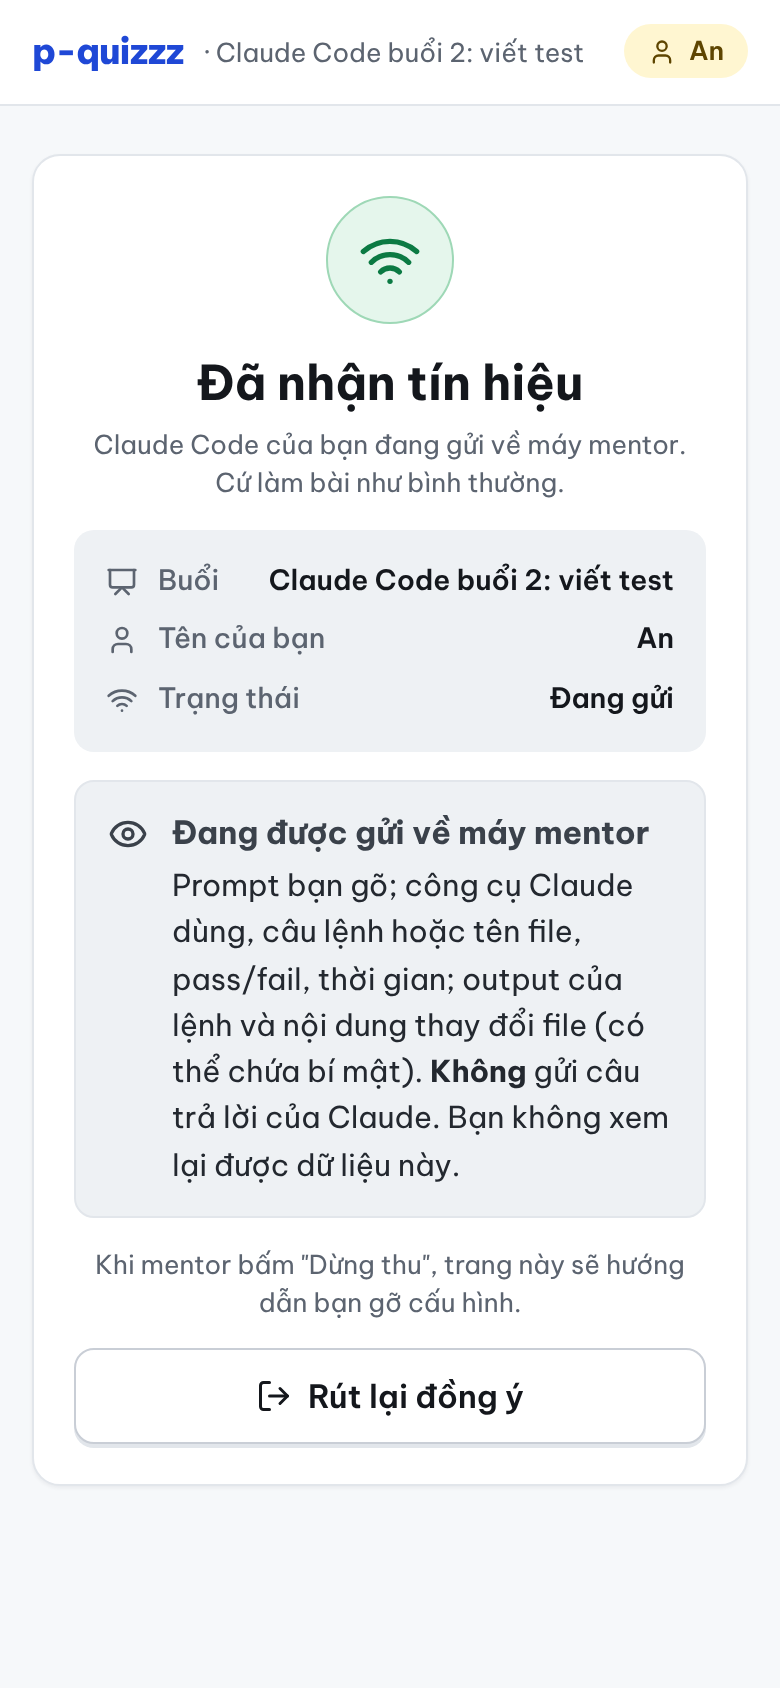 p-quizzz · Claude Code buổi 2: viết test An
Đã nhận tín hiệu
Claude Code của bạn đang gửi về máy mentor.
Cứ làm bài như bình thường.
Buổi Claude Code buổi 2: viết test
Tên của bạn An
Trạng thái Đang gửi
Đang được gửi về máy mentor
Prompt bạn gõ; công cụ Claude
dùng, câu lệnh hoặc tên file,
pass/fail, thời gian; output của
lệnh và nội dung thay đổi file (có
thể chứa bí mật). Không gửi câu
trả lời của Claude. Bạn không xem
lại được dữ liệu này.
Khi mentor bấm "Dừng thu", trang này sẽ hướng
dẫn bạn gỡ cấu hình.
Rút lại đồng ý